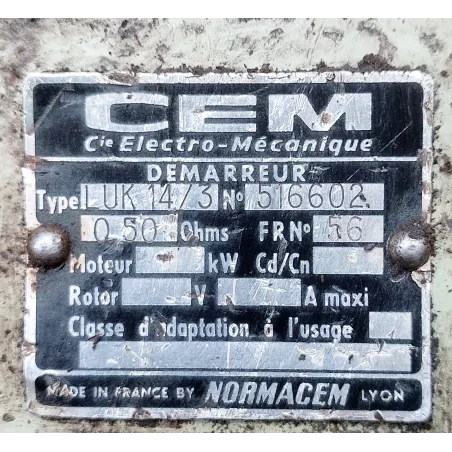 CEM
Cie Electro-Mécanique
DEMARREUR
Type LUK 14/3 No 516602
0,50 Ohms FR No 56
Moteur kW Cd/Cn
Rotor V A maxi
Classe d'adaptation à l'usage
MADE IN FRANCE BY NORMACEM LYON